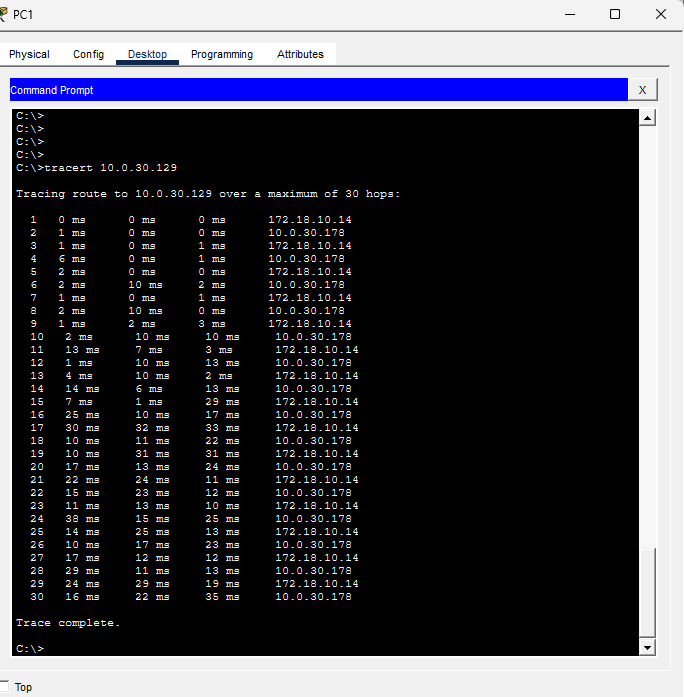 PC1
Physical Config Desktop Programming Attributes
Command Prompt X
C:\>
C:\>
C:\>
C:\>
C:\>tracert 10.0.30.129
Tracing route to 10.0.30.129 over a maximum of 30 hops:
1 0 ms 0 ms 0 ms 172.18.10.14
2 1 ms 0 ms 0 ms 10.0.30.178
3 1 ms 0 ms 1 ms 172.18.10.14
4 6 ms 0 ms 1 ms 10.0.30.178
5 2 ms 0 ms 0 ms 172.18.10.14
6 2 ms 10 ms 2 ms 10.0.30.178
7 1 ms 0 ms 1 ms 172.18.10.14
8 2 ms 10 ms 0 ms 10.0.30.178
9 1 ms 2 ms 3 ms 172.18.10.14
10 2 ms 10 ms 10 ms 10.0.30.178
11 13 ms 7 ms 3 ms 172.18.10.14
12 1 ms 10 ms 13 ms 10.0.30.178
13 4 ms 10 ms 2 ms 172.18.10.14
14 14 ms 6 ms 13 ms 10.0.30.178
15 7 ms 1 ms 29 ms 172.18.10.14
16 25 ms 10 ms 17 ms 10.0.30.178
17 30 ms 32 ms 33 ms 172.18.10.14
18 10 ms 11 ms 22 ms 10.0.30.178
19 10 ms 31 ms 31 ms 172.18.10.14
20 17 ms 13 ms 24 ms 10.0.30.178
21 22 ms 24 ms 11 ms 172.18.10.14
22 15 ms 23 ms 12 ms 10.0.30.178
23 11 ms 13 ms 10 ms 172.18.10.14
24 38 ms 15 ms 25 ms 10.0.30.178
25 14 ms 25 ms 13 ms 172.18.10.14
26 10 ms 17 ms 23 ms 10.0.30.178
27 17 ms 12 ms 12 ms 172.18.10.14
28 29 ms 11 ms 13 ms 10.0.30.178
29 24 ms 29 ms 19 ms 172.18.10.14
30 16 ms 22 ms 35 ms 10.0.30.178
Trace complete.
C:\>
Top